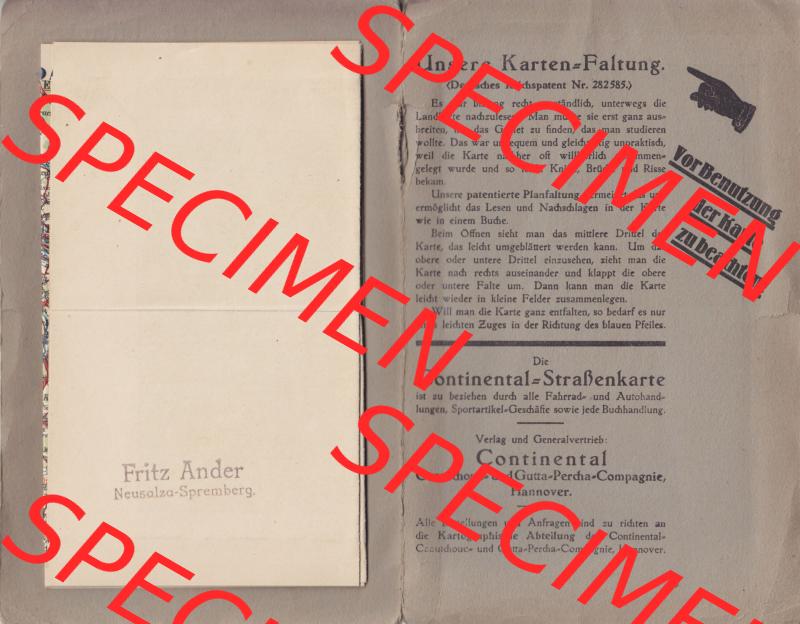 Fritz Ander
Neusalza-Spremberg.
Unsere Karten=Faltung.
(Deutsches Reichspatent Nr. 282585.)
Es war bislang recht umständlich, unterwegs die
Landkarte nachzulesen. Man mußte sie erst ganz aus-
breiten, um das Gebiet zu finden, das man studieren
wollte. Das war unbequem und gleichzeitig unpraktisch,
weil die Karte nachher oft willkürlich zusammen-
gelegt wurde und so viele Kniffe, Brüche und Risse
bekam.
Unsere patentierte Planfaltung vermeidet das und
ermöglicht das Lesen und Nachschlagen in der Karte
wie in einem Buche.
Beim Öffnen sieht man das mittlere Drittel der
Karte, das leicht umgeblättert werden kann. Um das
obere oder untere Drittel einzusehen, zieht man die
Karte nach rechts auseinander und klappt die obere
oder untere Falte um. Dann kann man die Karte
leicht wieder in kleine Felder zusammenlegen.
Will man die Karte ganz entfalten, so bedarf es nur
leichten Zuges in der Richtung des blauen Pfeiles.
Die
Continental=Straßenkarte
ist zu beziehen durch alle Fahrrad- und Autohand-
lungen, Sportartikel-Geschäfte sowie jede Buchhandlung.
Verlag und Generalvertrieb:
Continental
Caoutchouc- und Gutta-Percha-Compagnie,
Hannover.
Alle Bestellungen und Anfragen sind zu richten an
die Kartographische Abteilung der Continental-
Caoutchouc- und Gutta-Percha-Compagnie, Hannover.
Vor Benutzung
der Karte
zu beachten!
SPECIMEN
SPECIMEN
SPECIMEN
SPECIMEN